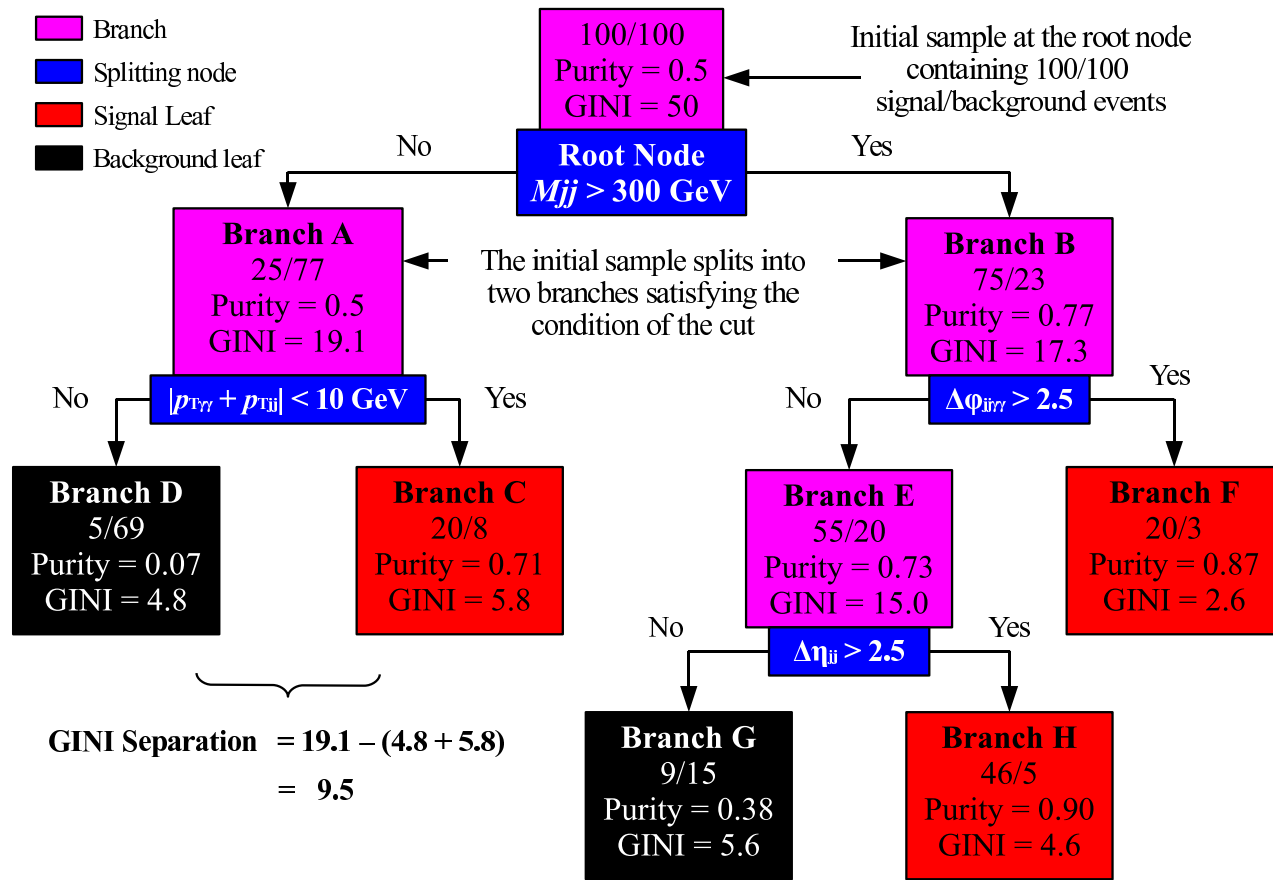 Branch
Splitting node
Signal Leaf
Background leaf
100/100
Purity = 0.5
GINI = 50
Initial sample at the root node
containing 100/100
signal/background events
No
Root Node
Mjj > 300 GeV
Yes
Branch A
25/77
Purity = 0.5
GINI = 19.1
The initial sample splits into
two branches satisfying the
condition of the cut
Branch B
75/23
Purity = 0.77
GINI = 17.3
No
|pTγγ + pTjj| < 10 GeV
Yes
No
Δφjjγγ > 2.5
Yes
Branch D
5/69
Purity = 0.07
GINI = 4.8
Branch C
20/8
Purity = 0.71
GINI = 5.8
Branch E
55/20
Purity = 0.73
GINI = 15.0
Branch F
20/3
Purity = 0.87
GINI = 2.6
No
Δηjj > 2.5
Yes
GINI Separation = 19.1 – (4.8 + 5.8)
= 9.5
Branch G
9/15
Purity = 0.38
GINI = 5.6
Branch H
46/5
Purity = 0.90
GINI = 4.6